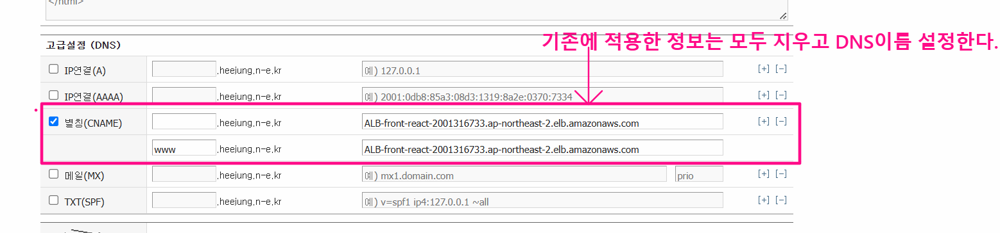 </html>
기존에 적용한 정보는 모두 지우고 DNS이름 설정한다.
고급설정 (DNS)
IP연결(A) .heejung.n-e.kr 예) 127.0.0.1 [+] [-]
IP연결(AAAA) .heejung.n-e.kr 예) 2001:0db8:85a3:08d3:1319:8a2e:0370:7334 [+] [-]
별칭(CNAME) .heejung.n-e.kr ALB-front-react-2001316733.ap-northeast-2.elb.amazonaws.com [+] [-]
www .heejung.n-e.kr ALB-front-react-2001316733.ap-northeast-2.elb.amazonaws.com
메일(MX) .heejung.n-e.kr 예) mx1.domain.com prio [+] [-]
TXT(SPF) .heejung.n-e.kr 예) v=spf1 ip4:127.0.0.1 ~all [+] [-]